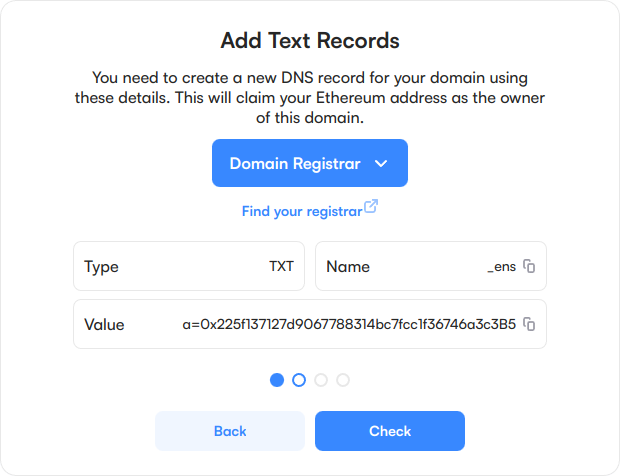 Add Text Records
You need to create a new DNS record for your domain using
these details. This will claim your Ethereum address as the owner
of this domain.
Domain Registrar
Find your registrar
Type TXT
Name _ens
Value a=0x225f137127d9067788314bc7fcc1f36746a3c3B5
Back
Check